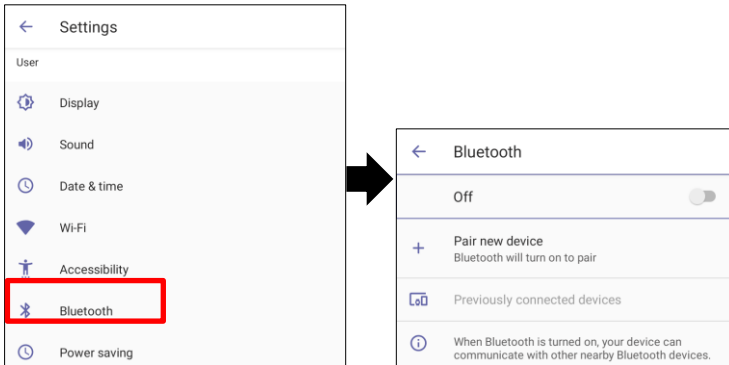 Settings
User
Display
Sound
Date & time
Wi-Fi
Accessibility
Bluetooth
Power saving
Bluetooth
Off
Pair new device
Bluetooth will turn on to pair
Previously connected devices
When Bluetooth is turned on, your device can
communicate with other nearby Bluetooth devices.